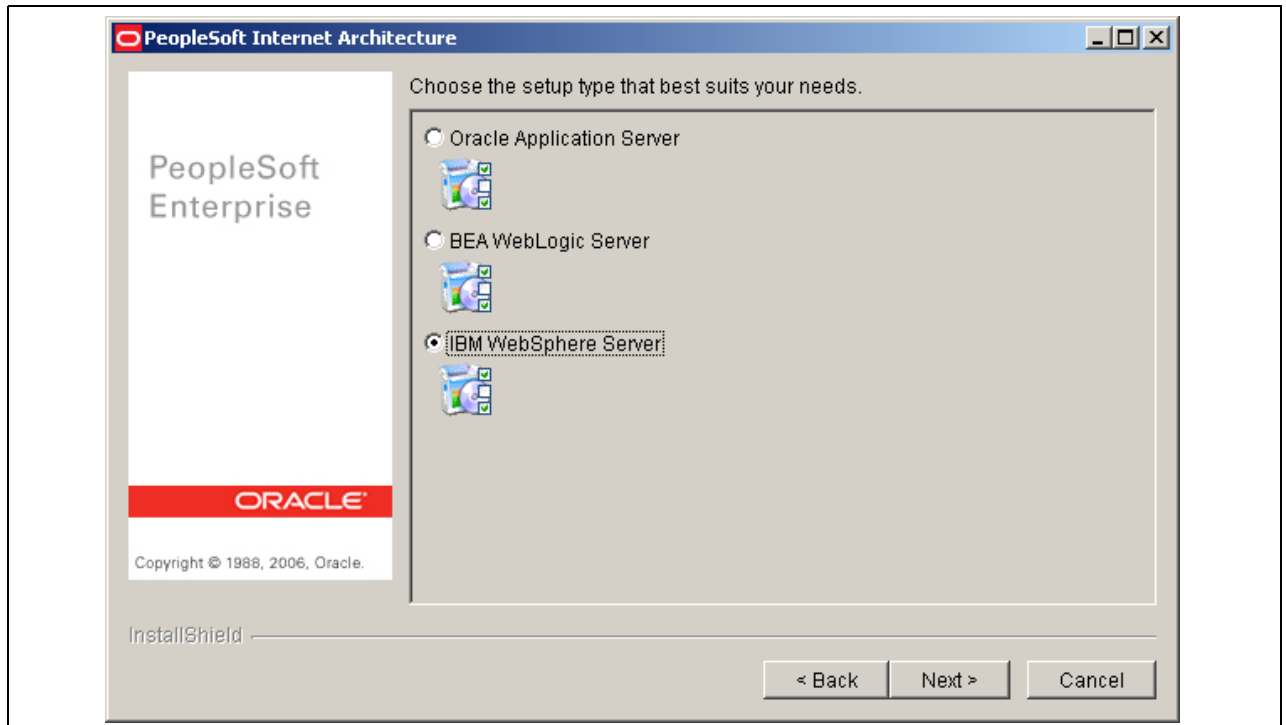 PeopleSoft Internet Architecture
Choose the setup type that best suits your needs.
PeopleSoft
Enterprise
Oracle Application Server
BEA WebLogic Server
IBM WebSphere Server
ORACLE
Copyright © 1988, 2006, Oracle.
InstallShield
< Back
Next >
Cancel